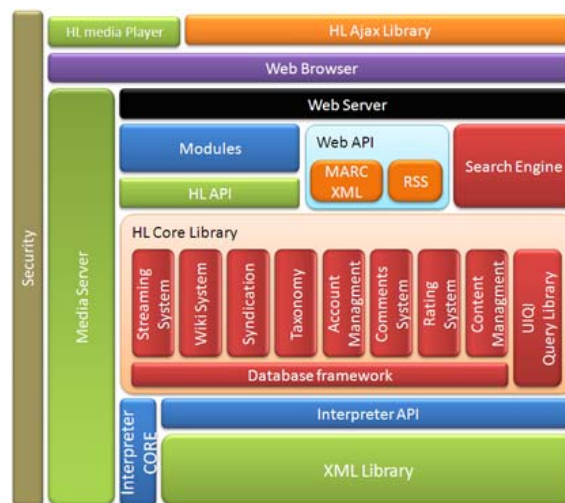 HL media Player
HL Ajax Library
Web Browser
Security
Media Server
Web Server
Modules
HL API
Web API
MARC
XML
RSS
Search Engine
HL Core Library
Streaming
System
Wiki System
Syndication
Taxonomy
Account
Managment
Comments
System
Rating
System
Content
Managment
UIQI
Query Library
Database framework
Interpreter
CORE
Interpreter API
XML Library